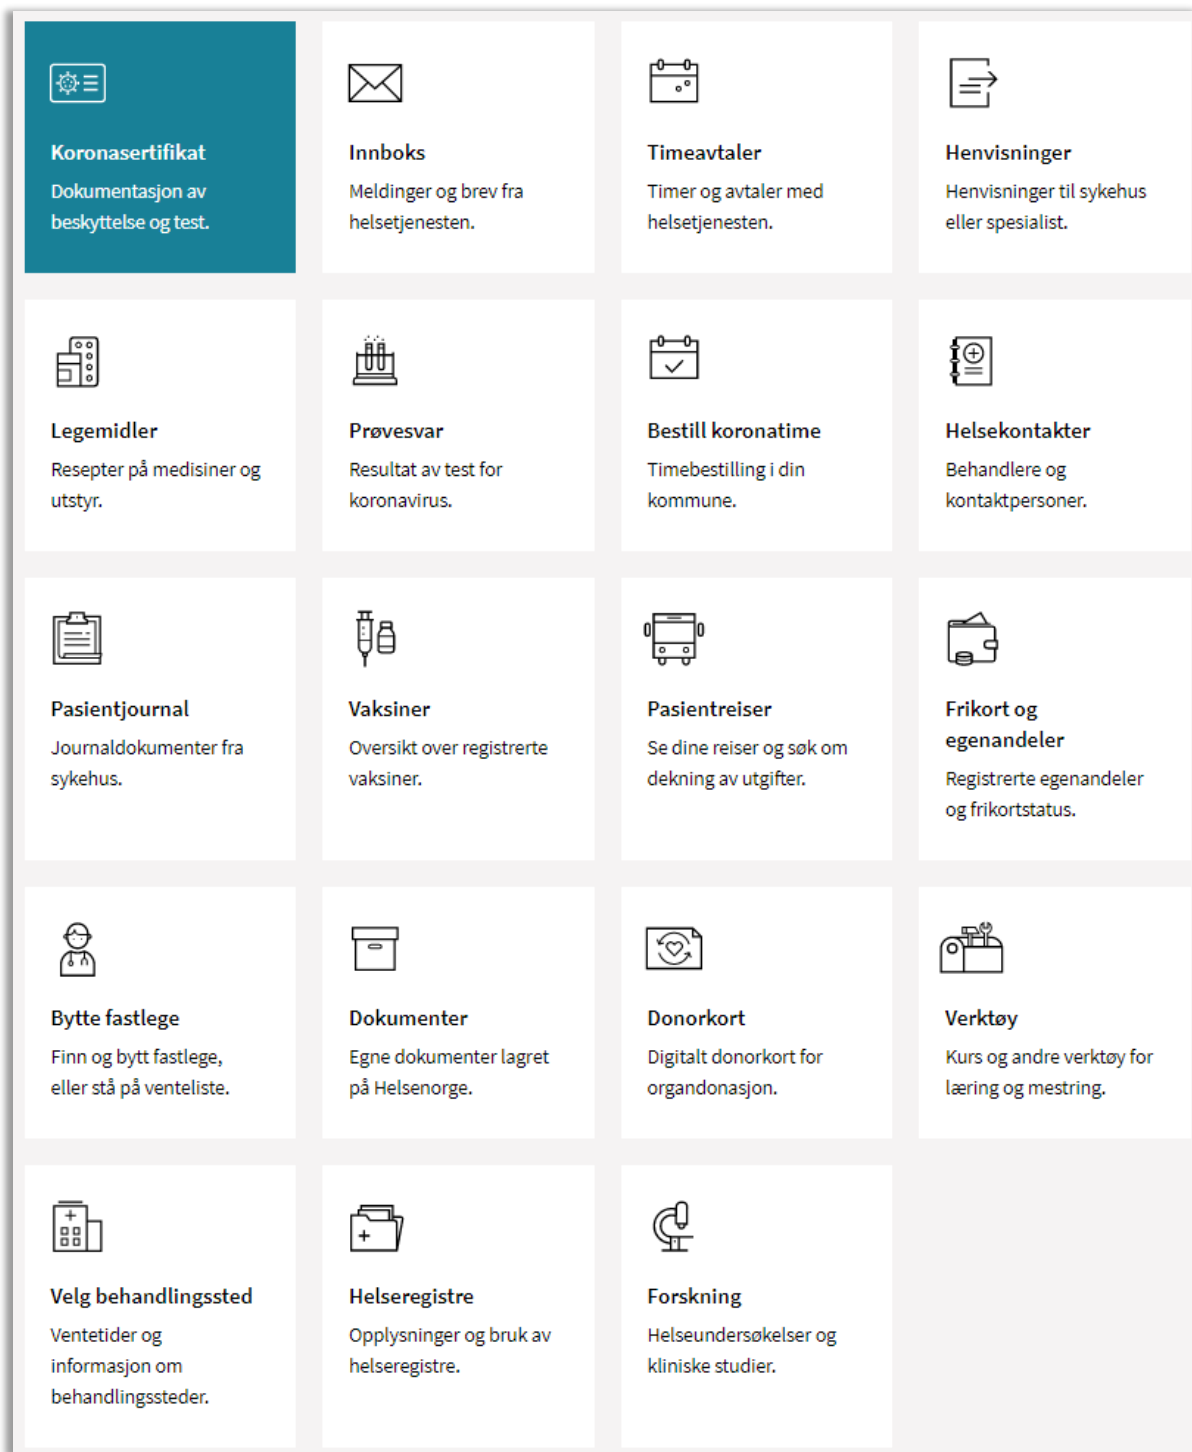 Koronasertifikat
Dokumentasjon av
beskyttelse og test.
Innboks
Meldinger og brev fra
helsetjenesten.
Timeavtaler
Timer og avtaler med
helsetjenesten.
Henvisninger
Henvisninger til sykehus
eller spesialist.
Legemidler
Resepter på medisiner og
utstyr.
Prøvesvar
Resultat av test for
koronavirus.
Bestill koronatime
Timebestilling i din
kommune.
Helsekontakter
Behandlere og
kontaktpersoner.
Pasientjournal
Journaldokumenter fra
sykehus.
Vaksiner
Oversikt over registrerte
vaksiner.
Pasientreiser
Se dine reiser og søk om
dekning av utgifter.
Frikort og
egenandeler
Registrerte egenandeler
og frikortstatus.
Bytte fastlege
Finn og bytt fastlege,
eller stå på venteliste.
Dokumenter
Egne dokumenter lagret
på Helsenorge.
Donorkort
Digitalt donorkort for
organdonasjon.
Verktøy
Kurs og andre verktøy for
læring og mestring.
Velg behandlingssted
Ventetider og
informasjon om
behandlingssteder.
Helseregistre
Opplysninger og bruk av
helseregistre.
Forskning
Helseundersøkelser og
kliniske studier.